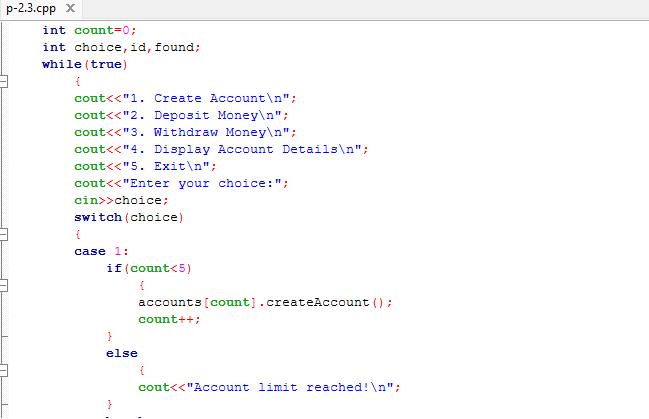 p-2.3.cpp X
int count=0;
int choice,id,found;
while(true)
{
cout<<"1. Create Account\n";
cout<<"2. Deposit Money\n";
cout<<"3. Withdraw Money\n";
cout<<"4. Display Account Details\n";
cout<<"5. Exit\n";
cout<<"Enter your choice:";
cin>>choice;
switch(choice)
{
case 1:
if(count<5)
{
accounts[count].createAccount();
count++;
}
else
{
cout<<"Account limit reached!\n";
}